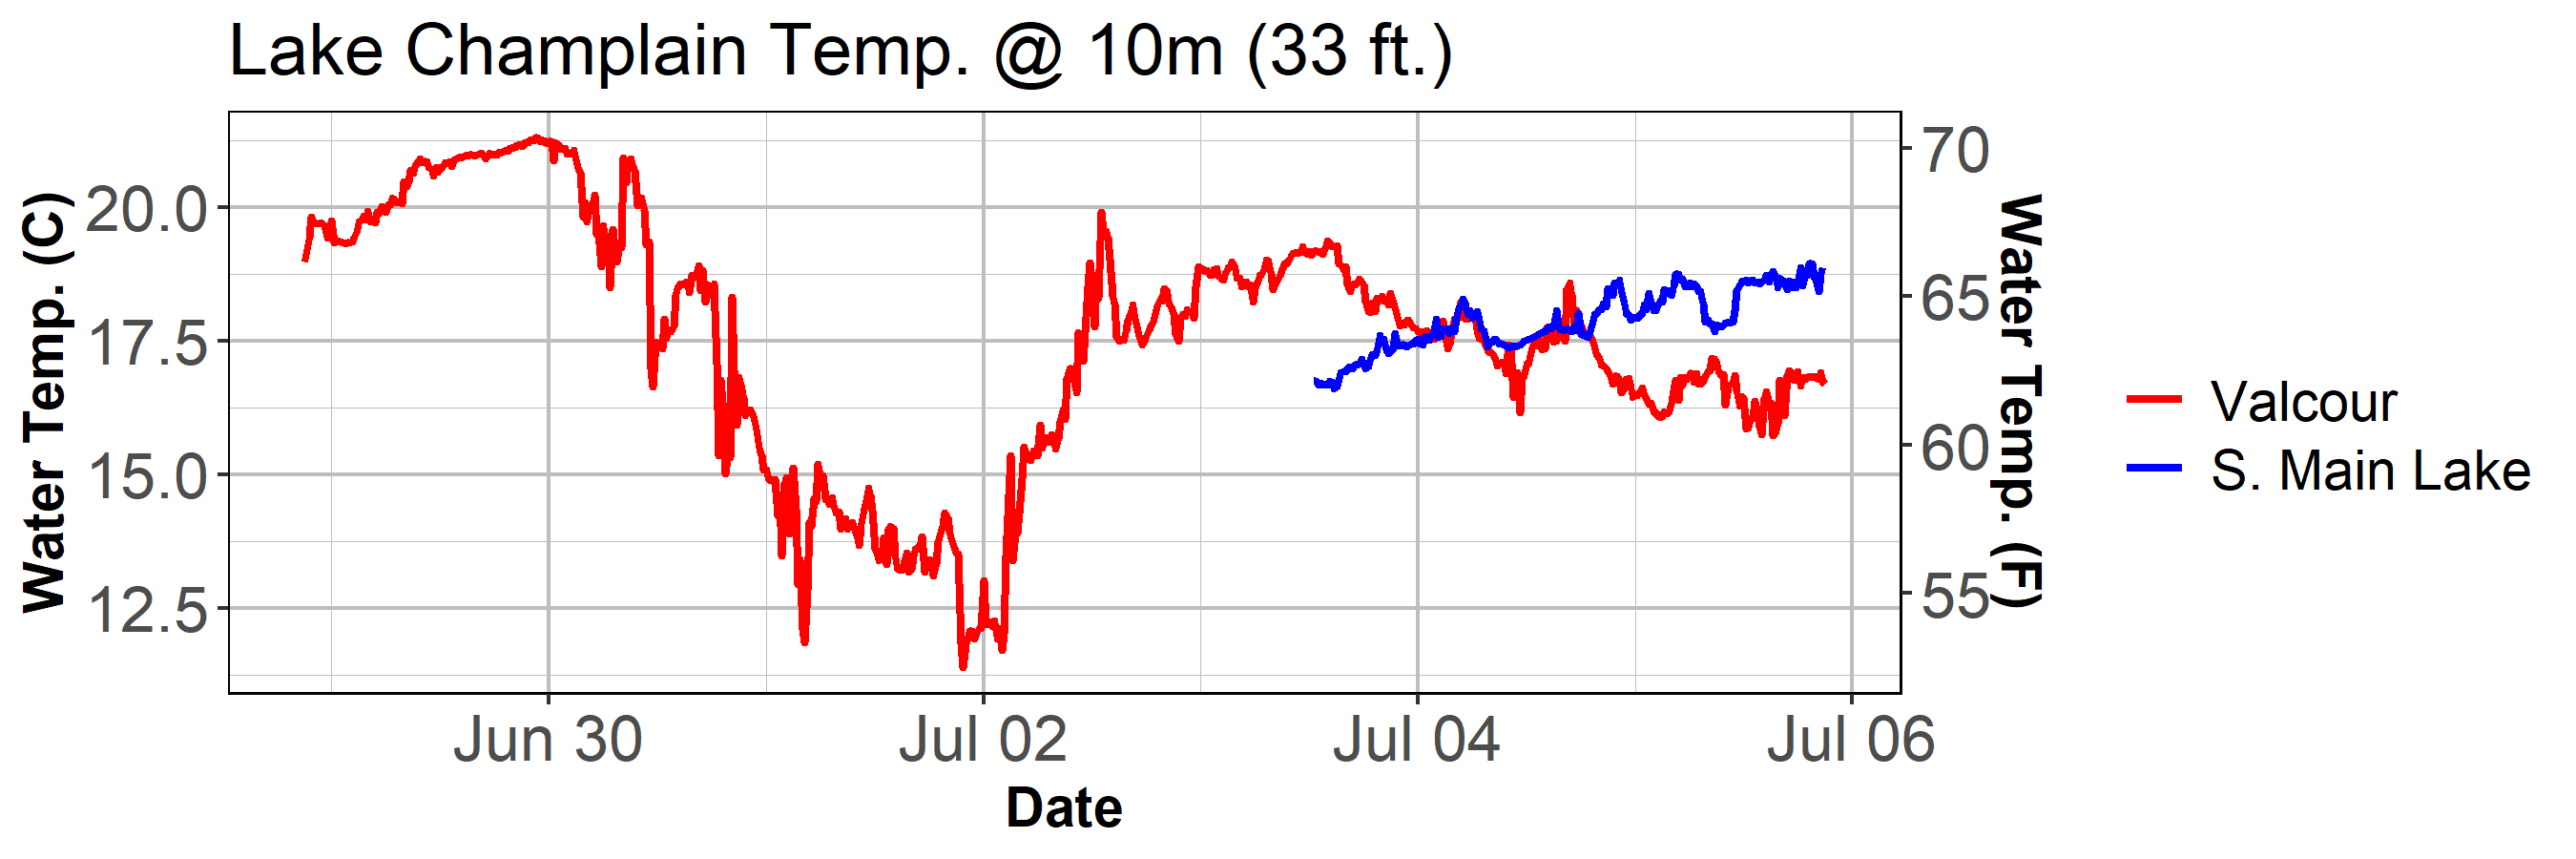 Lake Champlain Temp. @ 10m (33 ft.)
Water Temp. (C)
20.0
17.5
15.0
12.5
70
65
60
55
Water Temp. (F)
Jun 30
Jul 02
Jul 04
Jul 06
Date
Valcour
S. Main Lake